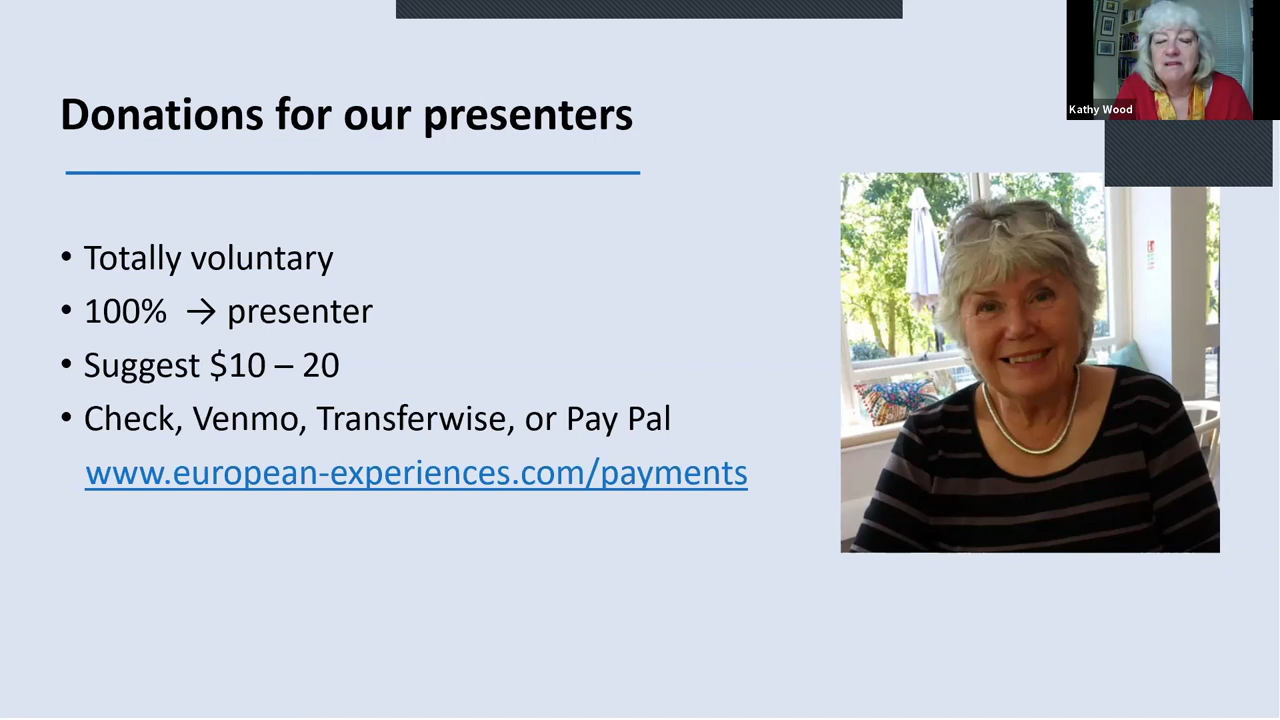 Kathy Wood
Donations for our presenters
• Totally voluntary
• 100% → presenter
• Suggest $10 – 20
• Check, Venmo, Transferwise, or Pay Pal
www.european-experiences.com/payments